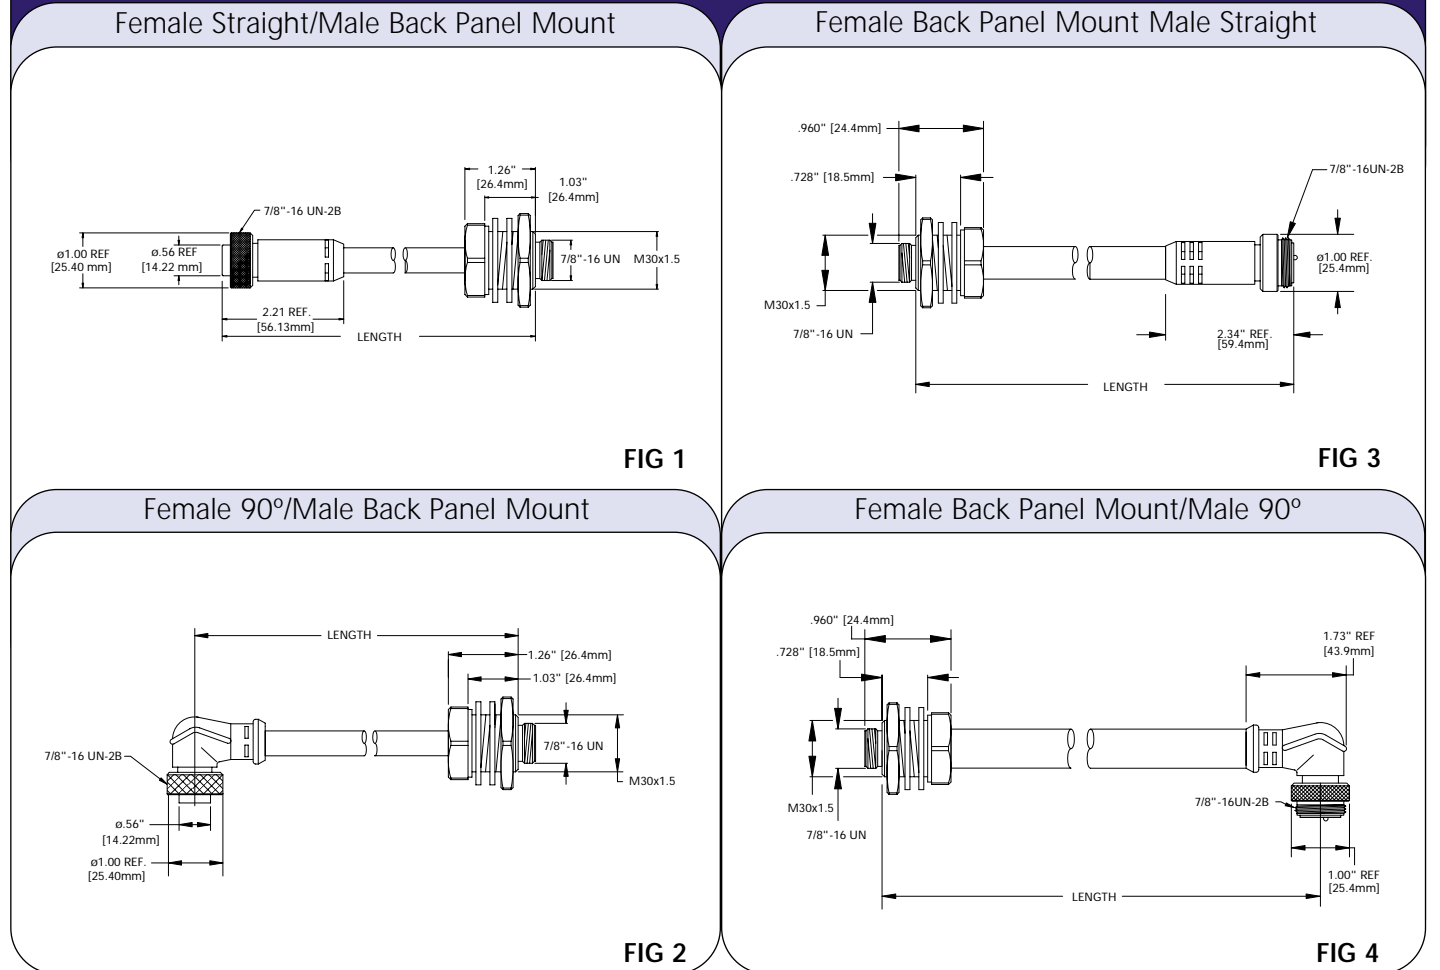 Female Straight/Male Back Panel Mount
1.26"
[26.4mm]
1.03"
[26.4mm]
7/8"-16 UN-2B
ø1.00 REF
[25.40 mm]
ø.56 REF
[14.22 mm]
7/8"-16 UN
M30x1.5
2.21 REF.
[56.13mm]
LENGTH
FIG 1
Female Back Panel Mount Male Straight
.960" [24.4mm]
.728" [18.5mm]
7/8"-16UN-2B
ø1.00 REF.
[25.4mm]
M30x1.5
7/8"-16 UN
2.34" REF.
[59.4mm]
LENGTH
FIG 3
Female 90º/Male Back Panel Mount
LENGTH
1.26" [26.4mm]
1.03" [26.4mm]
7/8"-16 UN-2B
7/8"-16 UN
M30x1.5
ø.56"
[14.22mm]
ø1.00 REF.
[25.40mm]
FIG 2
Female Back Panel Mount/Male 90º
.960" [24.4mm]
.728" [18.5mm]
1.73" REF
[43.9mm]
M30x1.5
7/8"-16 UN
7/8"-16UN-2B
1.00" REF
[25.4mm]
LENGTH
FIG 4